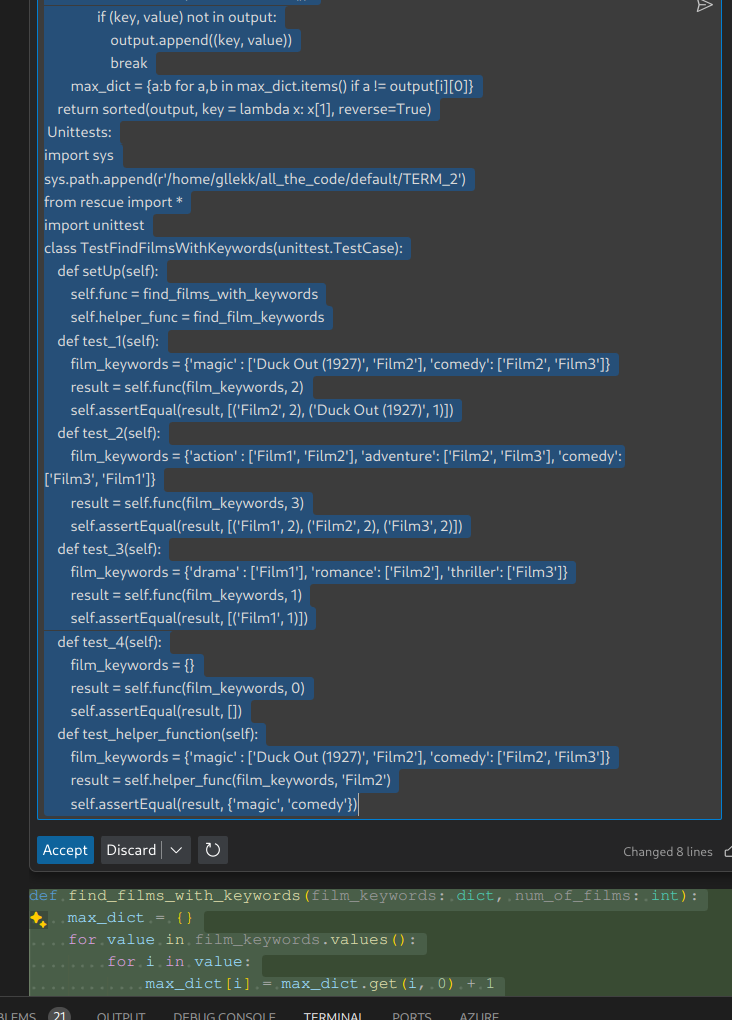 if (key, value) not in output:
output.append((key, value))
break
max_dict = {a:b for a,b in max_dict.items() if a != output[i][0]}
return sorted(output, key = lambda x: x[1], reverse=True)
Unittests:
import sys
sys.path.append(r'/home/gllekk/all_the_code/default/TERM_2')
from rescue import *
import unittest
class TestFindFilmsWithKeywords(unittest.TestCase):
def setUp(self):
self.func = find_films_with_keywords
self.helper_func = find_film_keywords
def test_1(self):
film_keywords = {'magic' : ['Duck Out (1927)', 'Film2'], 'comedy': ['Film2', 'Film3']}
result = self.func(film_keywords, 2)
self.assertEqual(result, [('Film2', 2), ('Duck Out (1927)', 1)])
def test_2(self):
film_keywords = {'action' : ['Film1', 'Film2'], 'adventure': ['Film2', 'Film3'], 'comedy':
['Film3', 'Film1']}
result = self.func(film_keywords, 3)
self.assertEqual(result, [('Film1', 2), ('Film2', 2), ('Film3', 2)])
def test_3(self):
film_keywords = {'drama' : ['Film1'], 'romance': ['Film2'], 'thriller': ['Film3']}
result = self.func(film_keywords, 1)
self.assertEqual(result, [('Film1', 1)])
def test_4(self):
film_keywords = {}
result = self.func(film_keywords, 0)
self.assertEqual(result, [])
def test_helper_function(self):
film_keywords = {'magic' : ['Duck Out (1927)', 'Film2'], 'comedy': ['Film2', 'Film3']}
result = self.helper_func(film_keywords, 'Film2')
self.assertEqual(result, {'magic', 'comedy'})
Accept Discard
Changed 8 lines
def find_films_with_keywords(film_keywords: dict, num_of_films: int):
max_dict = {}
for value in film_keywords.values():
for i in value:
max_dict[i] = max_dict.get(i, 0) + 1
BLEMS 21 OUTPUT DEBUG CONSOLE TERMINAL PORTS AZURE